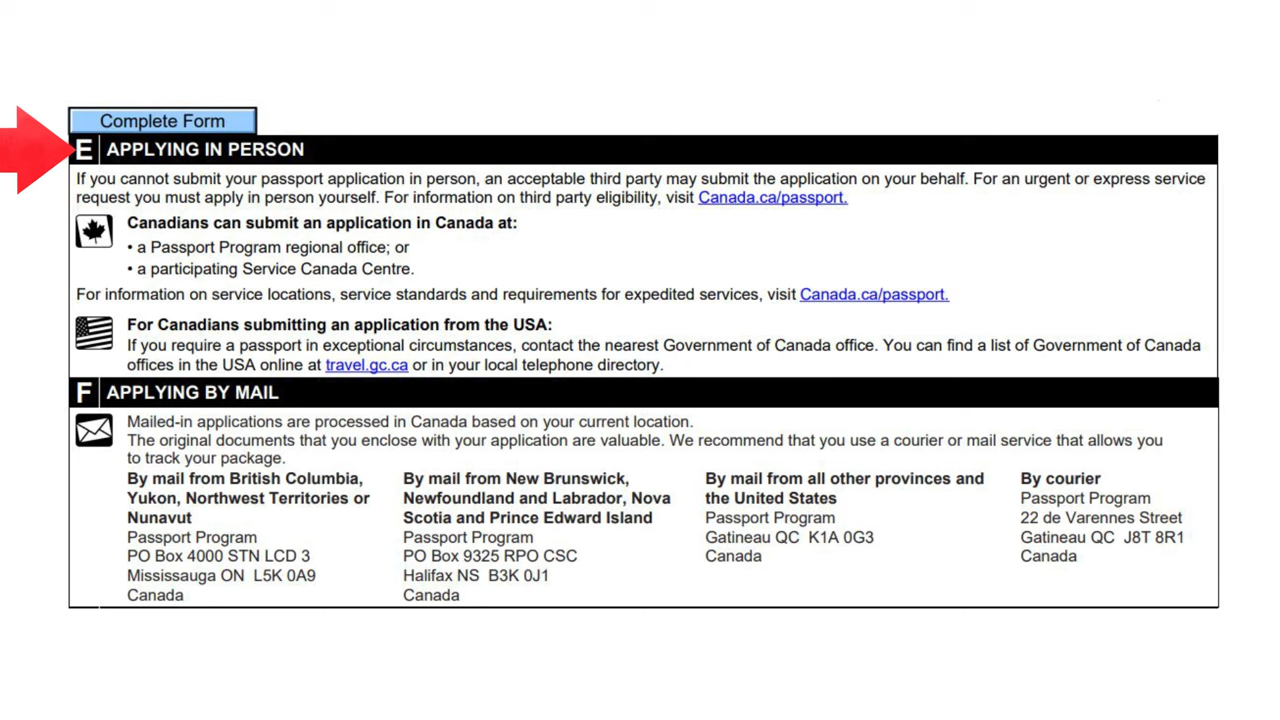 Complete Form
E APPLYING IN PERSON
If you cannot submit your passport application in person, an acceptable third party may submit the application on your behalf. For an urgent or express service
request you must apply in person yourself. For information on third party eligibility, visit Canada.ca/passport.
Canadians can submit an application in Canada at:
• a Passport Program regional office; or
• a participating Service Canada Centre.
For information on service locations, service standards and requirements for expedited services, visit Canada.ca/passport.
For Canadians submitting an application from the USA:
If you require a passport in exceptional circumstances, contact the nearest Government of Canada office. You can find a list of Government of Canada
offices in the USA online at travel.gc.ca or in your local telephone directory.
F APPLYING BY MAIL
Mailed-in applications are processed in Canada based on your current location.
The original documents that you enclose with your application are valuable. We recommend that you use a courier or mail service that allows you
to track your package.
By mail from British Columbia,
Yukon, Northwest Territories or
Nunavut
Passport Program
PO Box 4000 STN LCD 3
Mississauga ON L5K 0A9
Canada
By mail from New Brunswick,
Newfoundland and Labrador, Nova
Scotia and Prince Edward Island
Passport Program
PO Box 9325 RPO CSC
Halifax NS B3K 0J1
Canada
By mail from all other provinces and
the United States
Passport Program
Gatineau QC K1A 0G3
Canada
By courier
Passport Program
22 de Varennes Street
Gatineau QC J8T 8R1
Canada